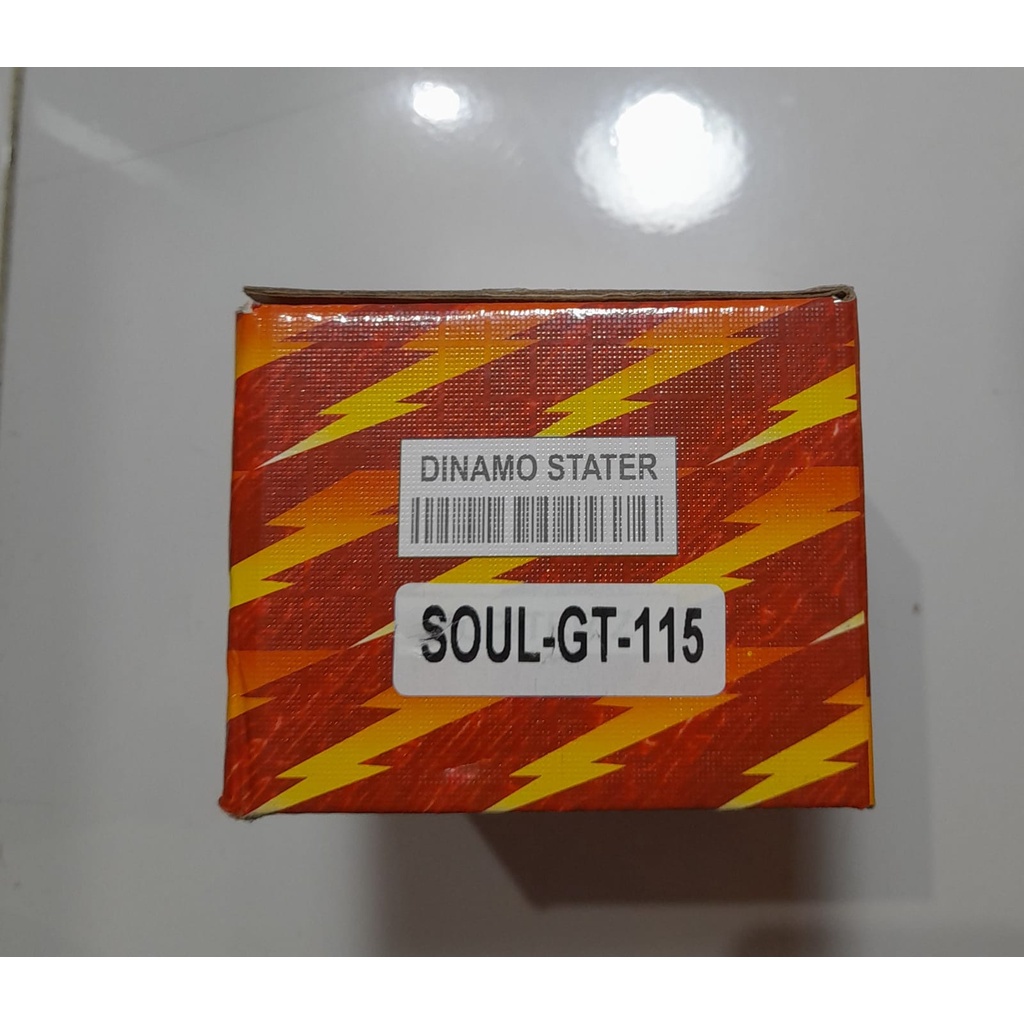 DINAMO STATER
SOUL-GT-115